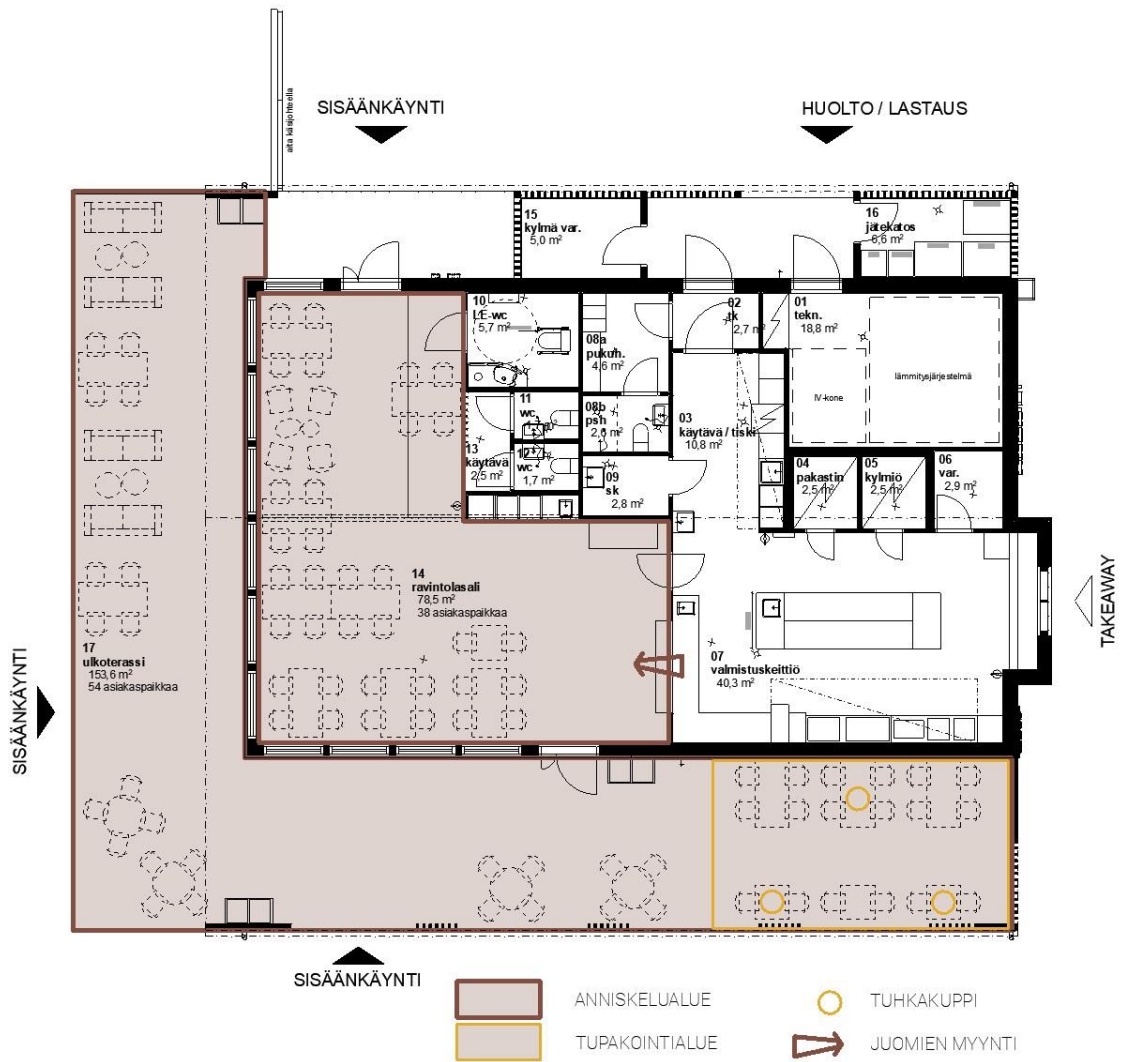 SISÄÄNKÄYNTI
HUOLTO / LASTAUS
aita käsijohteella
15
kylmä var.
5,0 m²
16
jätekatos
6,6 m²
10
LE-wc
5,7 m²
08a
pukuh.
4,6 m²
02
tk
2,7 m²
01
tekn.
18,8 m²
lämmitysjärjestelmä
IV-kone
11
wc
08b
psh
2,6 m²
03
käytävä / tiski
10,8 m²
13
käytävä
2,5 m²
12
wc
1,7 m²
09
sk
2,8 m²
04
pakastin
2,5 m²
05
kylmiö
2,5 m²
06
var.
2,9 m²
14
ravintolasali
78,5 m²
38 asiakaspaikkaa
07
valmistuskeittiö
40,3 m²
17
ulkoterassi
153,6 m²
54 asiakaspaikkaa
TAKEAWAY
SISÄÄNKÄYNTI
SISÄÄNKÄYNTI
ANNISKELUALUE
TUHKAKUPPI
TUPAKOINTIALUE
JUOMIEN MYYNTI